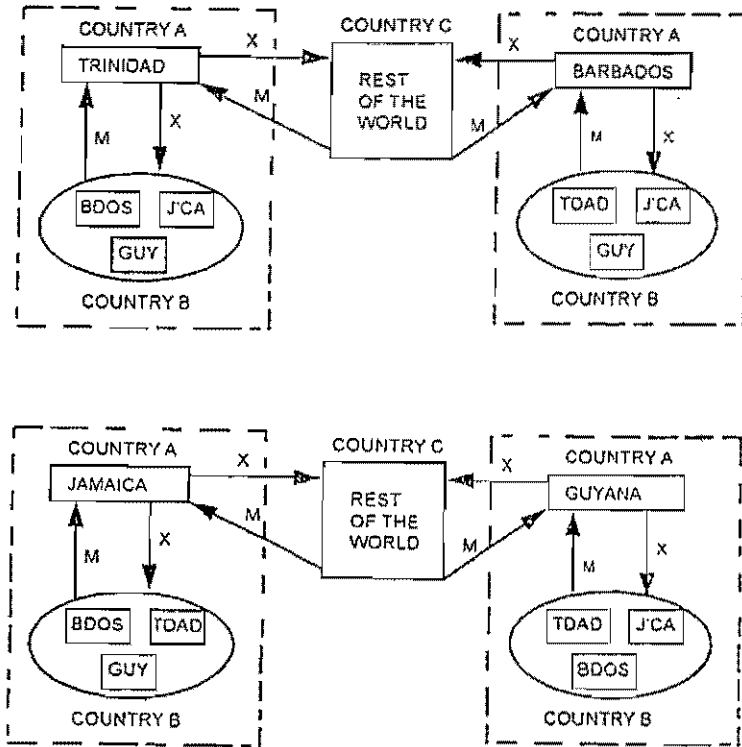 COUNTRY A
TRINIDAD
X
M
M
X
BDOS
J'CA
GUY
COUNTRY B
COUNTRY C
REST
OF THE
WORLD
COUNTRY A
BARBADOS
X
M
M
X
TDAD
J'CA
GUY
COUNTRY B
COUNTRY A
JAMAICA
X
M
M
X
BDOS
TDAD
GUY
COUNTRY B
COUNTRY C
REST
OF THE
WORLD
COUNTRY A
GUYANA
X
M
M
X
TDAD
J'CA
BDOS
COUNTRY B